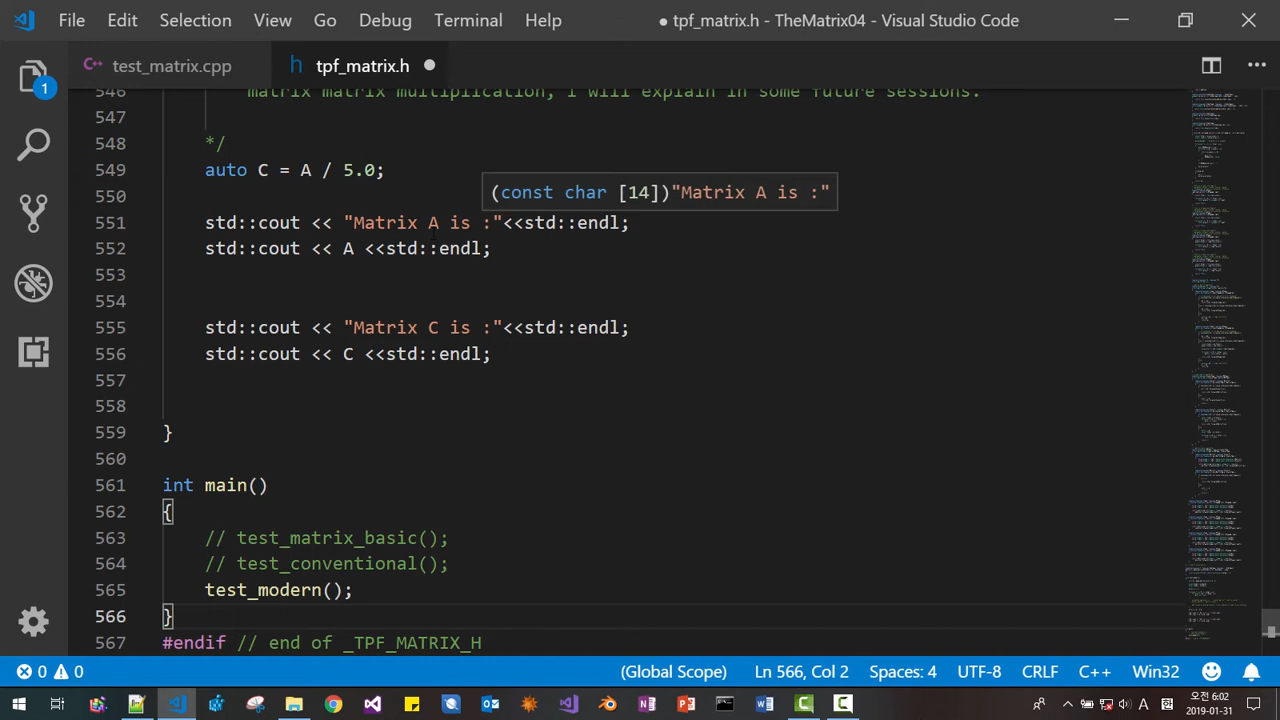 File Edit Selection View Go Debug Terminal Help ● tpf_matrix.h - TheMatrix04 - Visual Studio Code
test_matrix.cpp h tpf_matrix.h
546 matrix matrix multiplication, i will explain in some future sessions.
547
548 */
549 auto C = A / 5.0;
550 (const char [14])"Matrix A is :"
551 std::cout << "Matrix A is :" <<std::endl;
552 std::cout << A <<std::endl;
553
554
555 std::cout << "Matrix C is :"<<std::endl;
556 std::cout << C <<std::endl;
557
558
559 }
560
561 int main()
562 {
563 // test_matrix_basic();
564 // test_conventional();
565 test_modern();
566 }
567 #endif // end of _TPF_MATRIX_H
1
0 0 (Global Scope) Ln 566, Col 2 Spaces: 4 UTF-8 CRLF C++ Win32
오전 6:02
2019-01-31